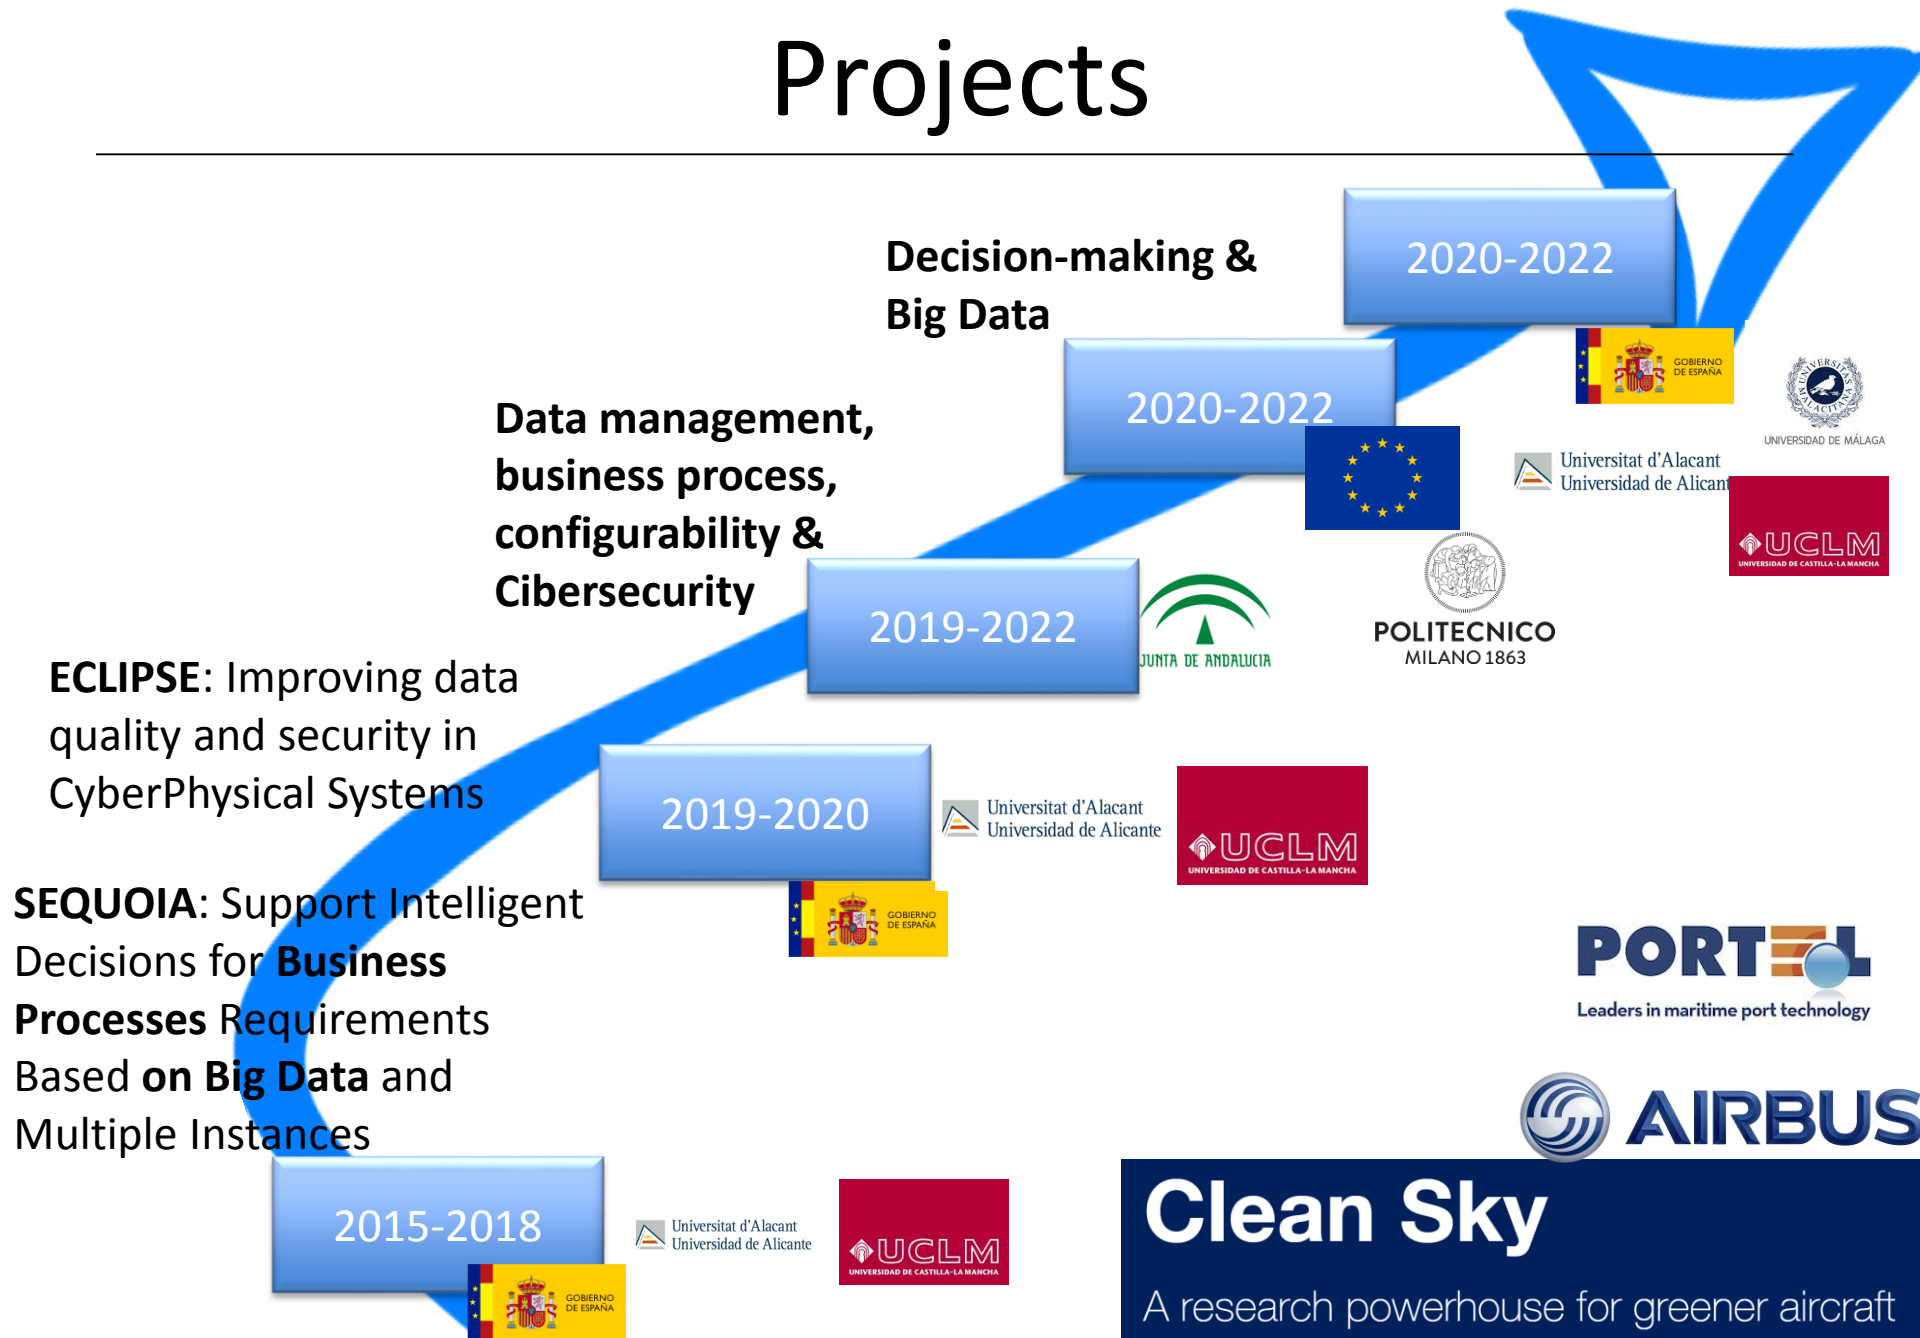 Projects
2020-2022
Decision-making &
Big Data
GOBIERNO
DE ESPAÑA
UNIVERSITAS MALACITANA
UNIVERSIDAD DE MÁLAGA
2020-2022
Universitat d'Alacant
Universidad de Alicant
UCLM
UNIVERSIDAD DE CASTILLA-LA MANCHA
Data management,
business process,
configurability &
Cibersecurity
2019-2022
JUNTA DE ANDALUCIA
POLITECNICO
MILANO 1863
ECLIPSE: Improving data
quality and security in
CyberPhysical Systems
2019-2020
Universitat d'Alacant
Universidad de Alicante
UCLM
UNIVERSIDAD DE CASTILLA-LA MANCHA
GOBIERNO
DE ESPAÑA
SEQUOIA: Support Intelligent
Decisions for Business
Processes Requirements
Based on Big Data and
Multiple Instances
PORTEL
Leaders in maritime port technology
AIRBUS
2015-2018
Universitat d'Alacant
Universidad de Alicante
UCLM
UNIVERSIDAD DE CASTILLA-LA MANCHA
GOBIERNO
DE ESPAÑA
Clean Sky
A research powerhouse for greener aircraft